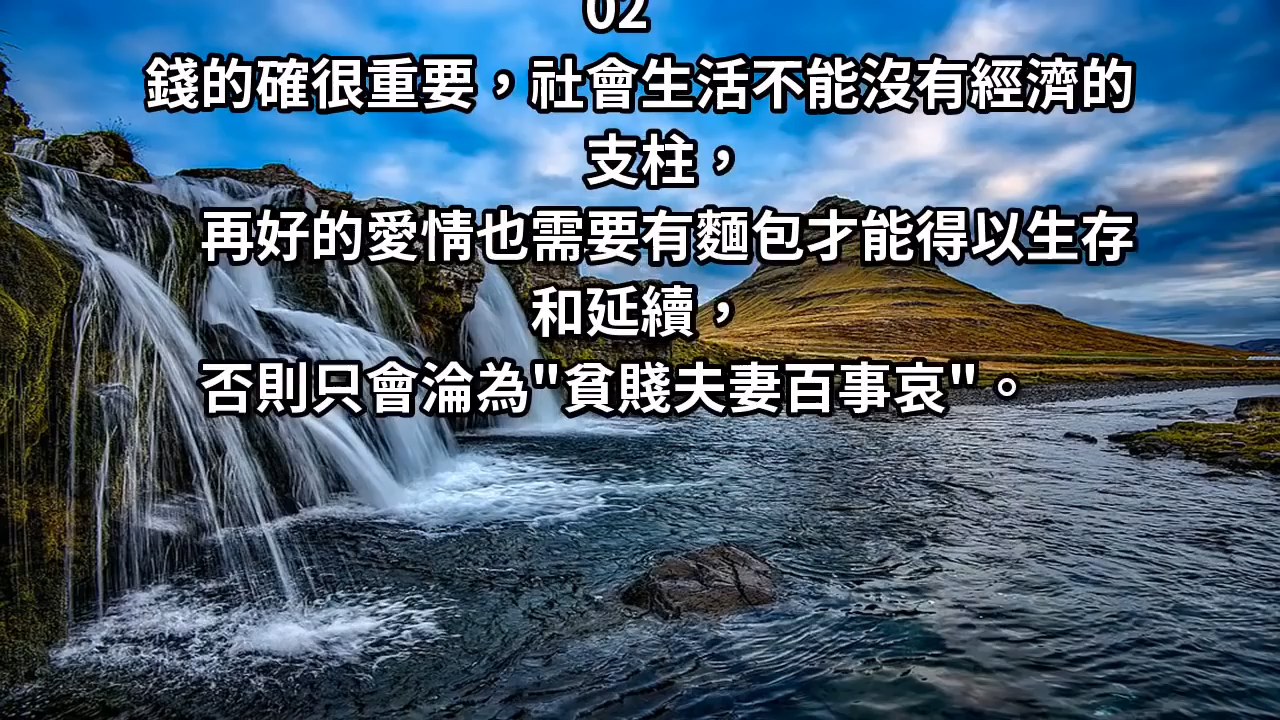 02
錢的確很重要，社會生活不能沒有經濟的
支柱，
再好的愛情也需要有麵包才能得以生存
和延續，
否則只會淪為"貧賤夫妻百事哀"。